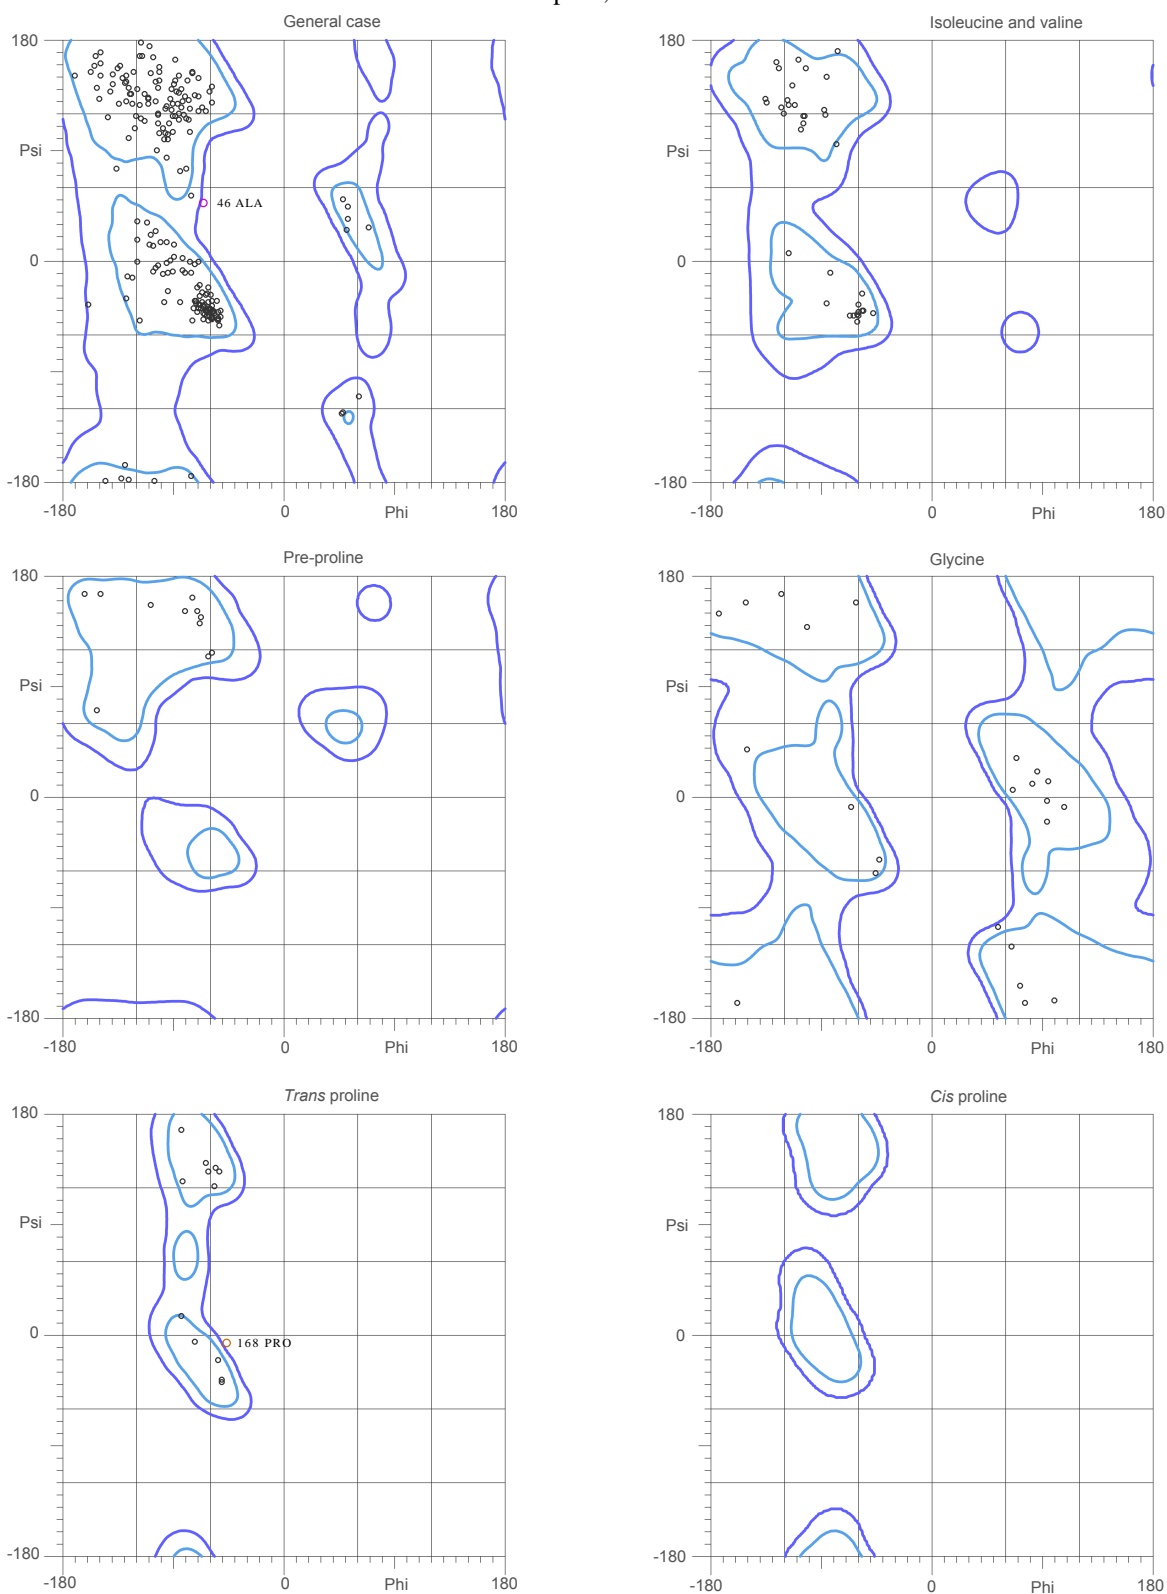 General case
Isoleucine and valine
180
180
Psi
Psi
46 ALA
0
0
-180
-180
-180
0
Phi
180
-180
0
Phi
180
Pre-proline
Glycine
180
180
Psi
Psi
0
0
-180
-180
-180
0
Phi
180
-180
0
Phi
180
Trans proline
Cis proline
180
180
Psi
Psi
0
168 PRO
0
-180
-180
-180
0
Phi
180
-180
0
Phi
180